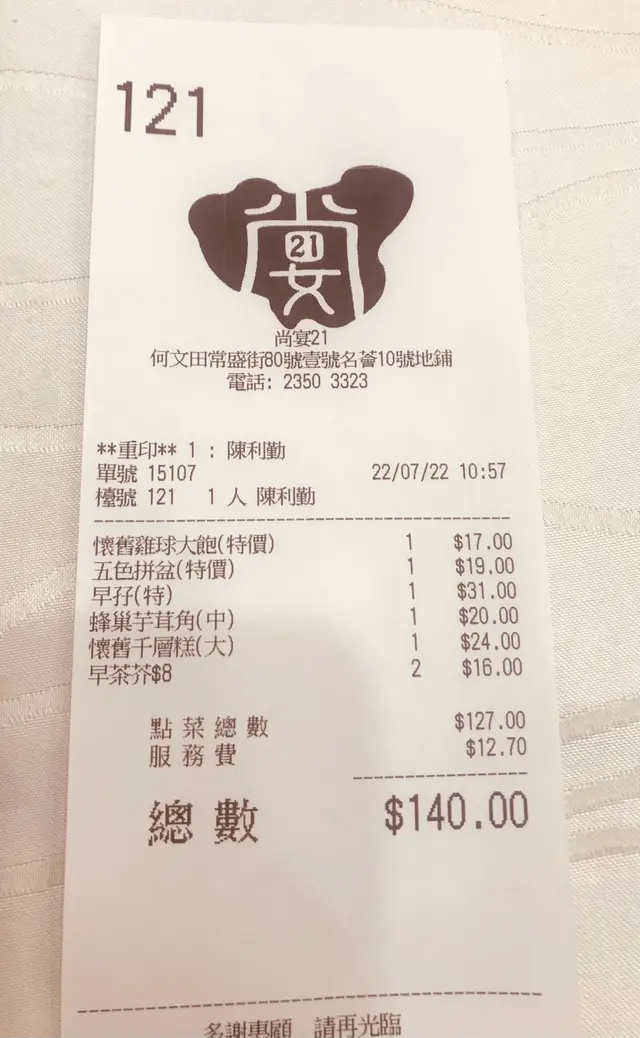 121
21
尚宴21
何文田常盛街80號壹號名薈10號地鋪
電話: 2350 3323
**重印** 1 : 陳利勤
單號 15107 22/07/22 10:57
檯號 121 1 人 陳利勤
懷舊雞球大飽(特價) 1 $17.00
五色拼盆(特價) 1 $19.00
早孖(特) 1 $31.00
蜂巢芋茸角(中) 1 $20.00
懷舊千層糕(大) 1 $24.00
早茶芥$8 2 $16.00
點菜總數 $127.00
服務費 $12.70
總數 $140.00
多謝惠顧 請再光臨